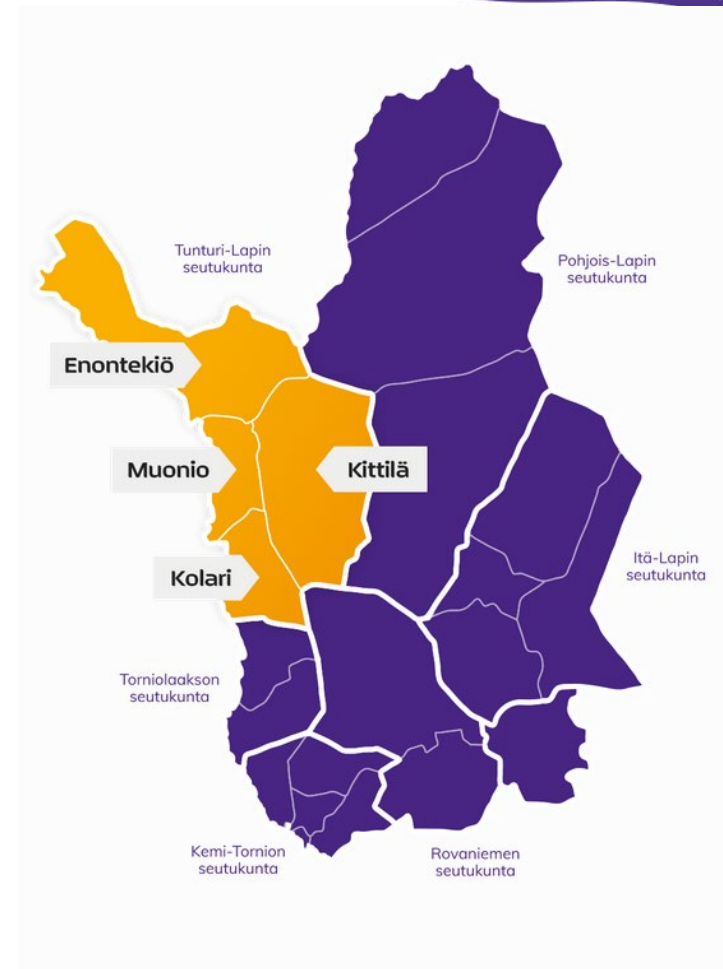 Tunturi-Lapin
seutukunta
Pohjois-Lapin
seutukunta
Enontekiö
Muonio
Kittilä
Kolari
Itä-Lapin
seutukunta
Torniolaakson
seutukunta
Kemi-Tornion
seutukunta
Rovaniemen
seutukunta